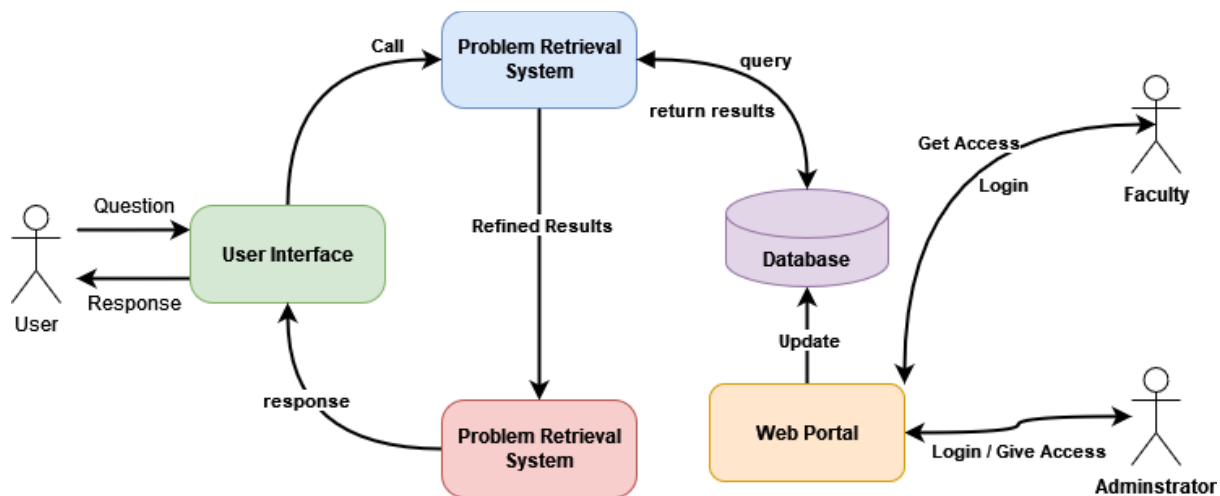 Call
Problem Retrieval
System
query
return results
Get Access
Login
Faculty
Question
User Interface
Refined Results
Database
Response
User
Update
response
Problem Retrieval
System
Web Portal
Login / Give Access
Adminstrator